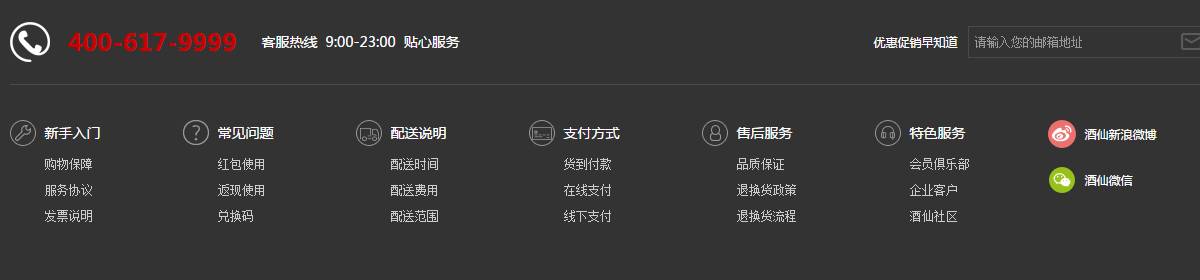 400-617-9999 客服热线 9:00-23:00 贴心服务 优惠促销早知道 请输入您的邮箱地址
新手入门 常见问题 配送说明 支付方式 售后服务 特色服务 酒仙新浪微博
购物保障 红包使用 配送时间 货到付款 品质保证 会员俱乐部
服务协议 返现使用 配送费用 在线支付 退换货政策 企业客户 酒仙微信
发票说明 兑换码 配送范围 线下支付 退换货流程 酒仙社区